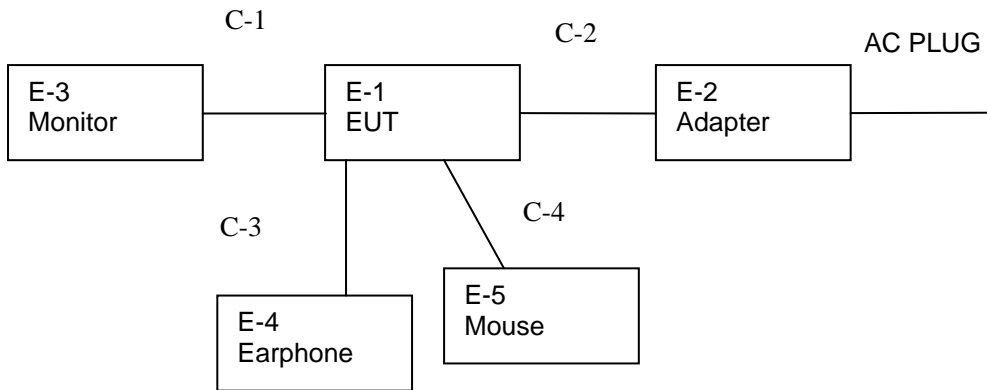 C-1
C-2
AC PLUG
E-3
Monitor
E-1
EUT
E-2
Adapter
C-3
C-4
E-4
Earphone
E-5
Mouse